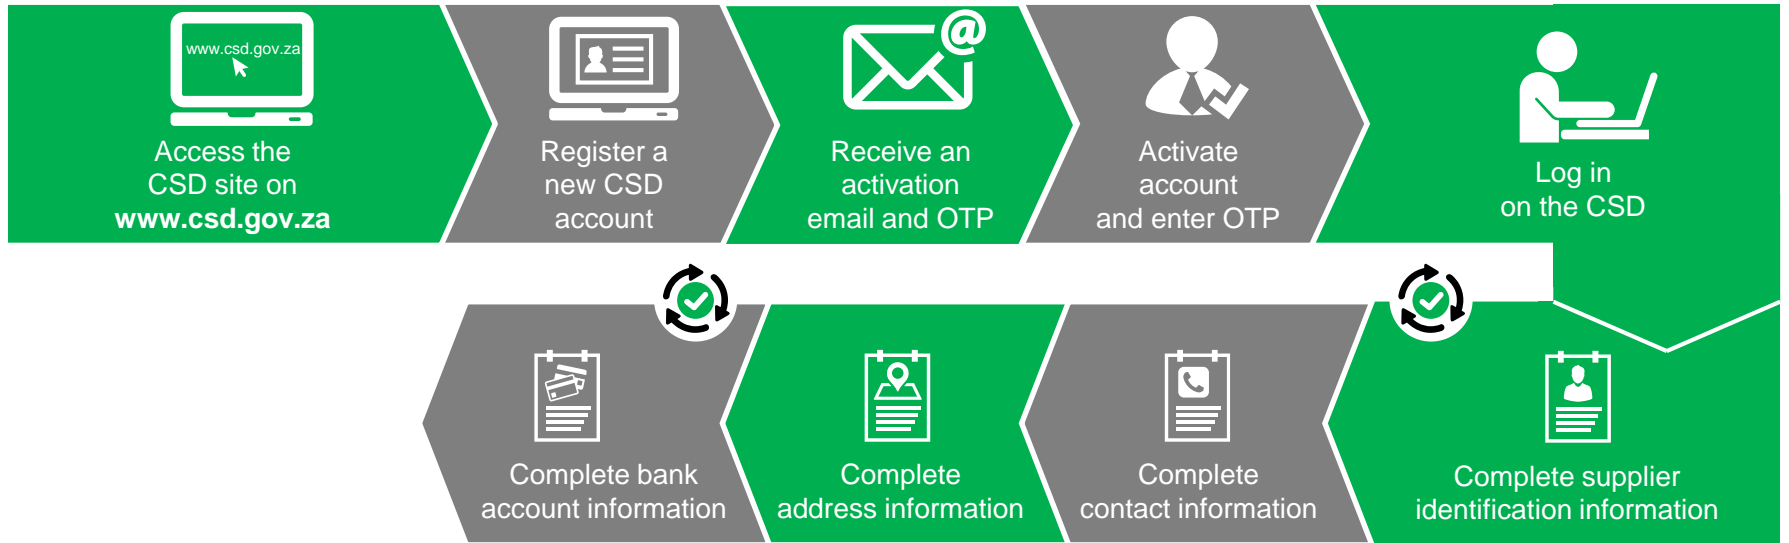 www.csd.gov.za
Access the
CSD site on
www.csd.gov.za
Register a
new CSD
account
@
Receive an
activation
email and OTP
Activate
account
and enter OTP
Log in
on the CSD
Complete supplier
identification information
Complete
contact information
Complete
address information
Complete bank
account information